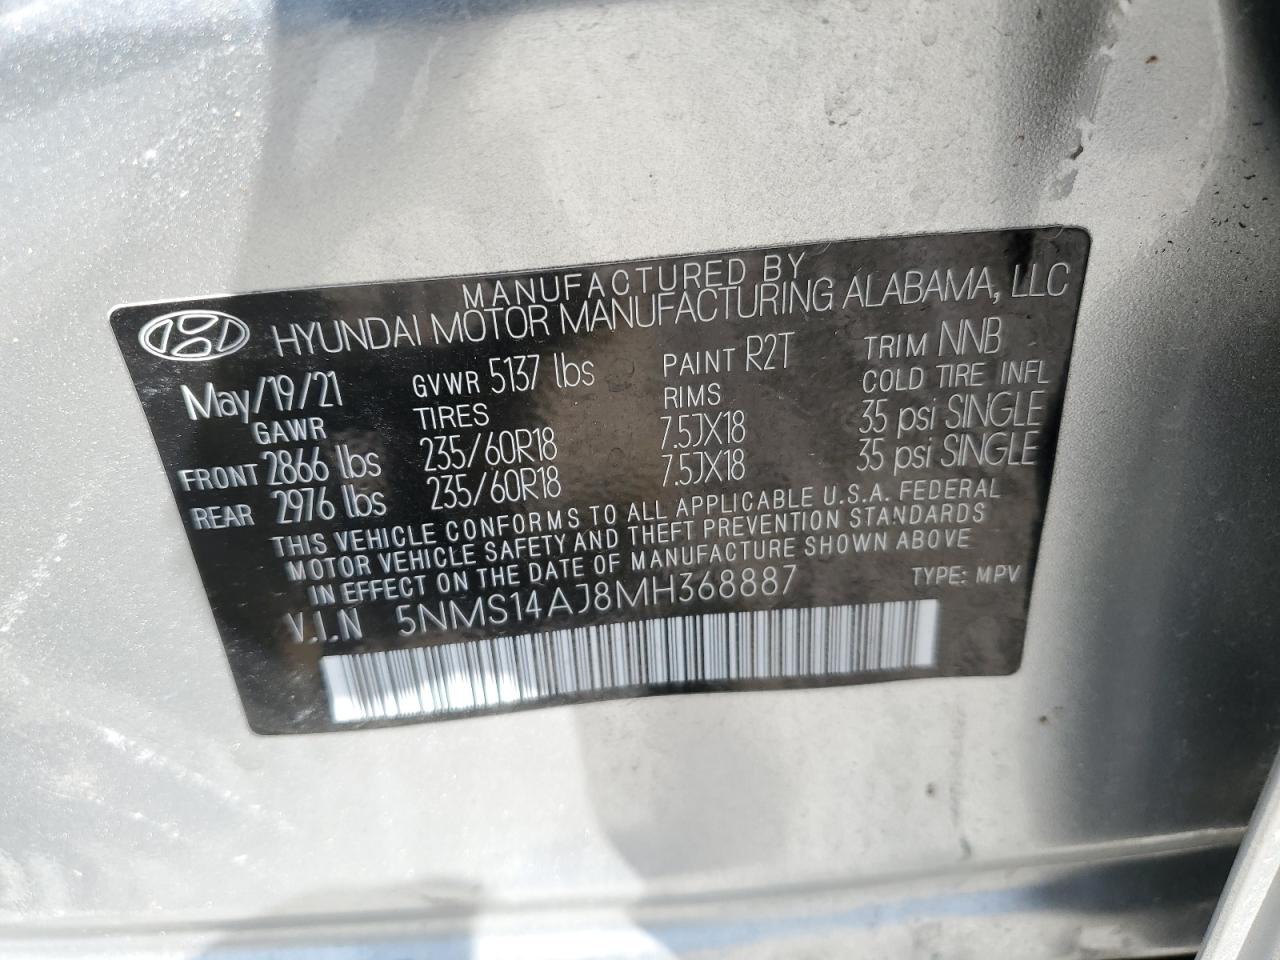 MANUFACTURED BY
HYUNDAI MOTOR MANUFACTURING ALABAMA, LLC
May/19/21 GVWR 5137 lbs PAINT R2T TRIM NNB
GAWR TIRES RIMS COLD TIRE INFL
FRONT 2866 lbs 235/60R18 7.5JX18 35 psi SINGLE
REAR 2976 lbs 235/60R18 7.5JX18 35 psi SINGLE
THIS VEHICLE CONFORMS TO ALL APPLICABLE U.S.A. FEDERAL
MOTOR VEHICLE SAFETY AND THEFT PREVENTION STANDARDS
IN EFFECT ON THE DATE OF MANUFACTURE SHOWN ABOVE
V.I.N 5NMS14AJ8MH368887 TYPE: MPV